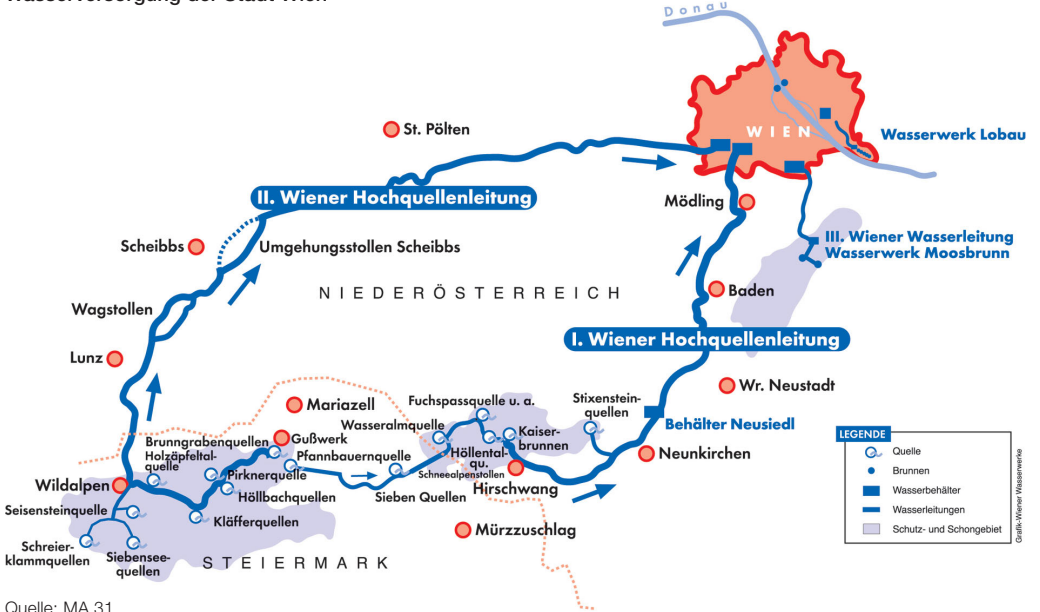 Wasserversorgung der Stadt Wien
Donau
St. Pölten
WIEN
Wasserwerk Lobau
II. Wiener Hochquellenleitung
Mödling
Scheibbs
Umgehungsstollen Scheibbs
III. Wiener Wasserleitung
Wasserwerk Moosbrunn
NIEDERÖSTERREICH
Baden
Wagstollen
I. Wiener Hochquellenleitung
Lunz
Wr. Neustadt
Mariazell
Fuchspassquelle u. a.
Stixenstein-
quellen
Wasseralmquelle
Behälter Neusiedl
Brunngrabenquellen
Gußwerk
Kaiser-
brunnen
Holzäpfeltal-
quelle
Pfannbauernquelle
Höllental-
qu.
Neunkirchen
Pirknerquelle
Schneealpenstollen
Wildalpen
Höllbachquellen
Sieben Quellen
Hirschwang
Seisensteinquelle
Kläfferquellen
Mürzzuschlag
Schreier-
klammquellen
Siebensee-
quellen
STEIERMARK
LEGENDE
Quelle
Brunnen
Wasserbehälter
Wasserleitungen
Schutz- und Schongebiet
Grafik-Wiener Wasserwerke
Quelle: MA 31